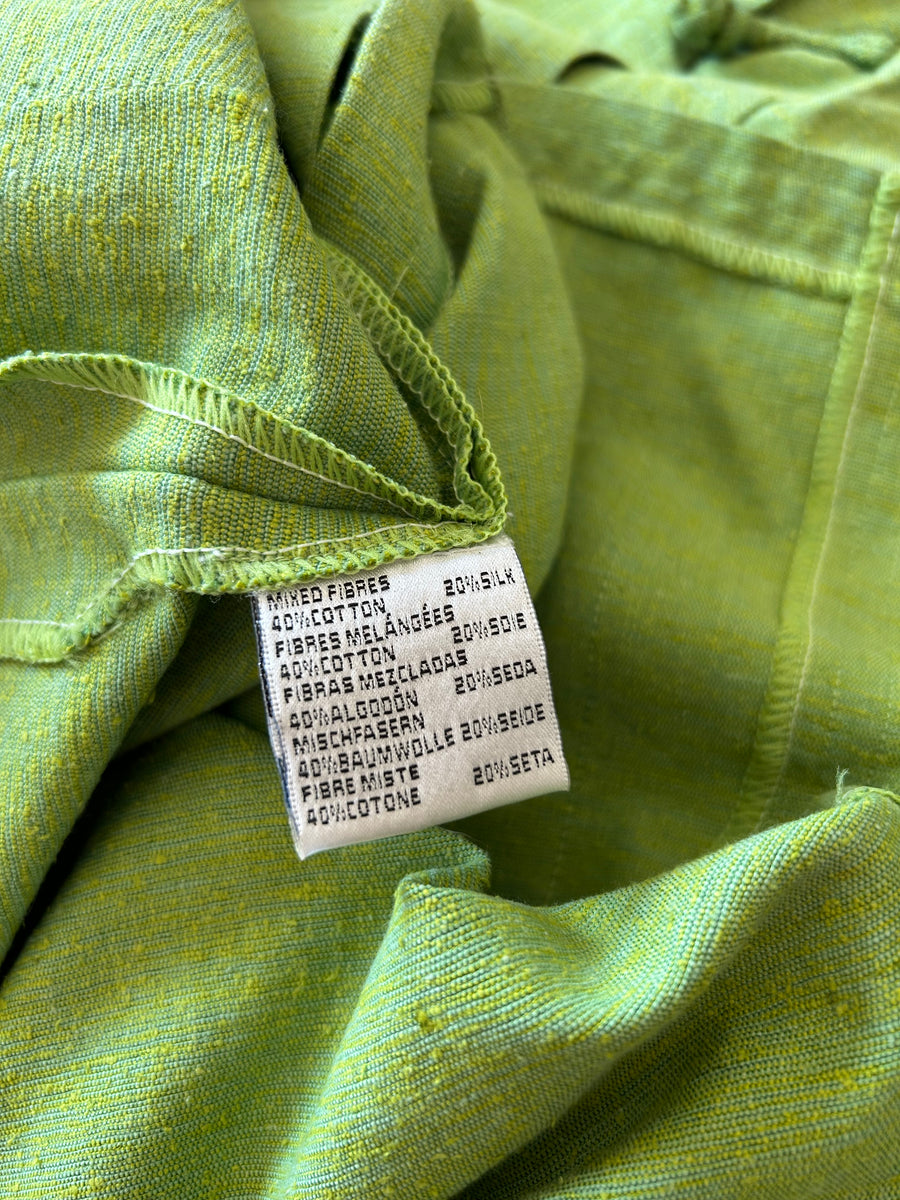 MIXED FIBRES
40%COTTON 20%SILK
FIBRES MELÁNGÉES
40%COTTON 20%SOIE
FIBRAS MEZCLADAS
40%ALGODÓN 20%SEDA
MISCHFASERN
40%BAUMWOLLE 20%SEIDE
FIBRE MISTE
40%COTONE 20%SETA